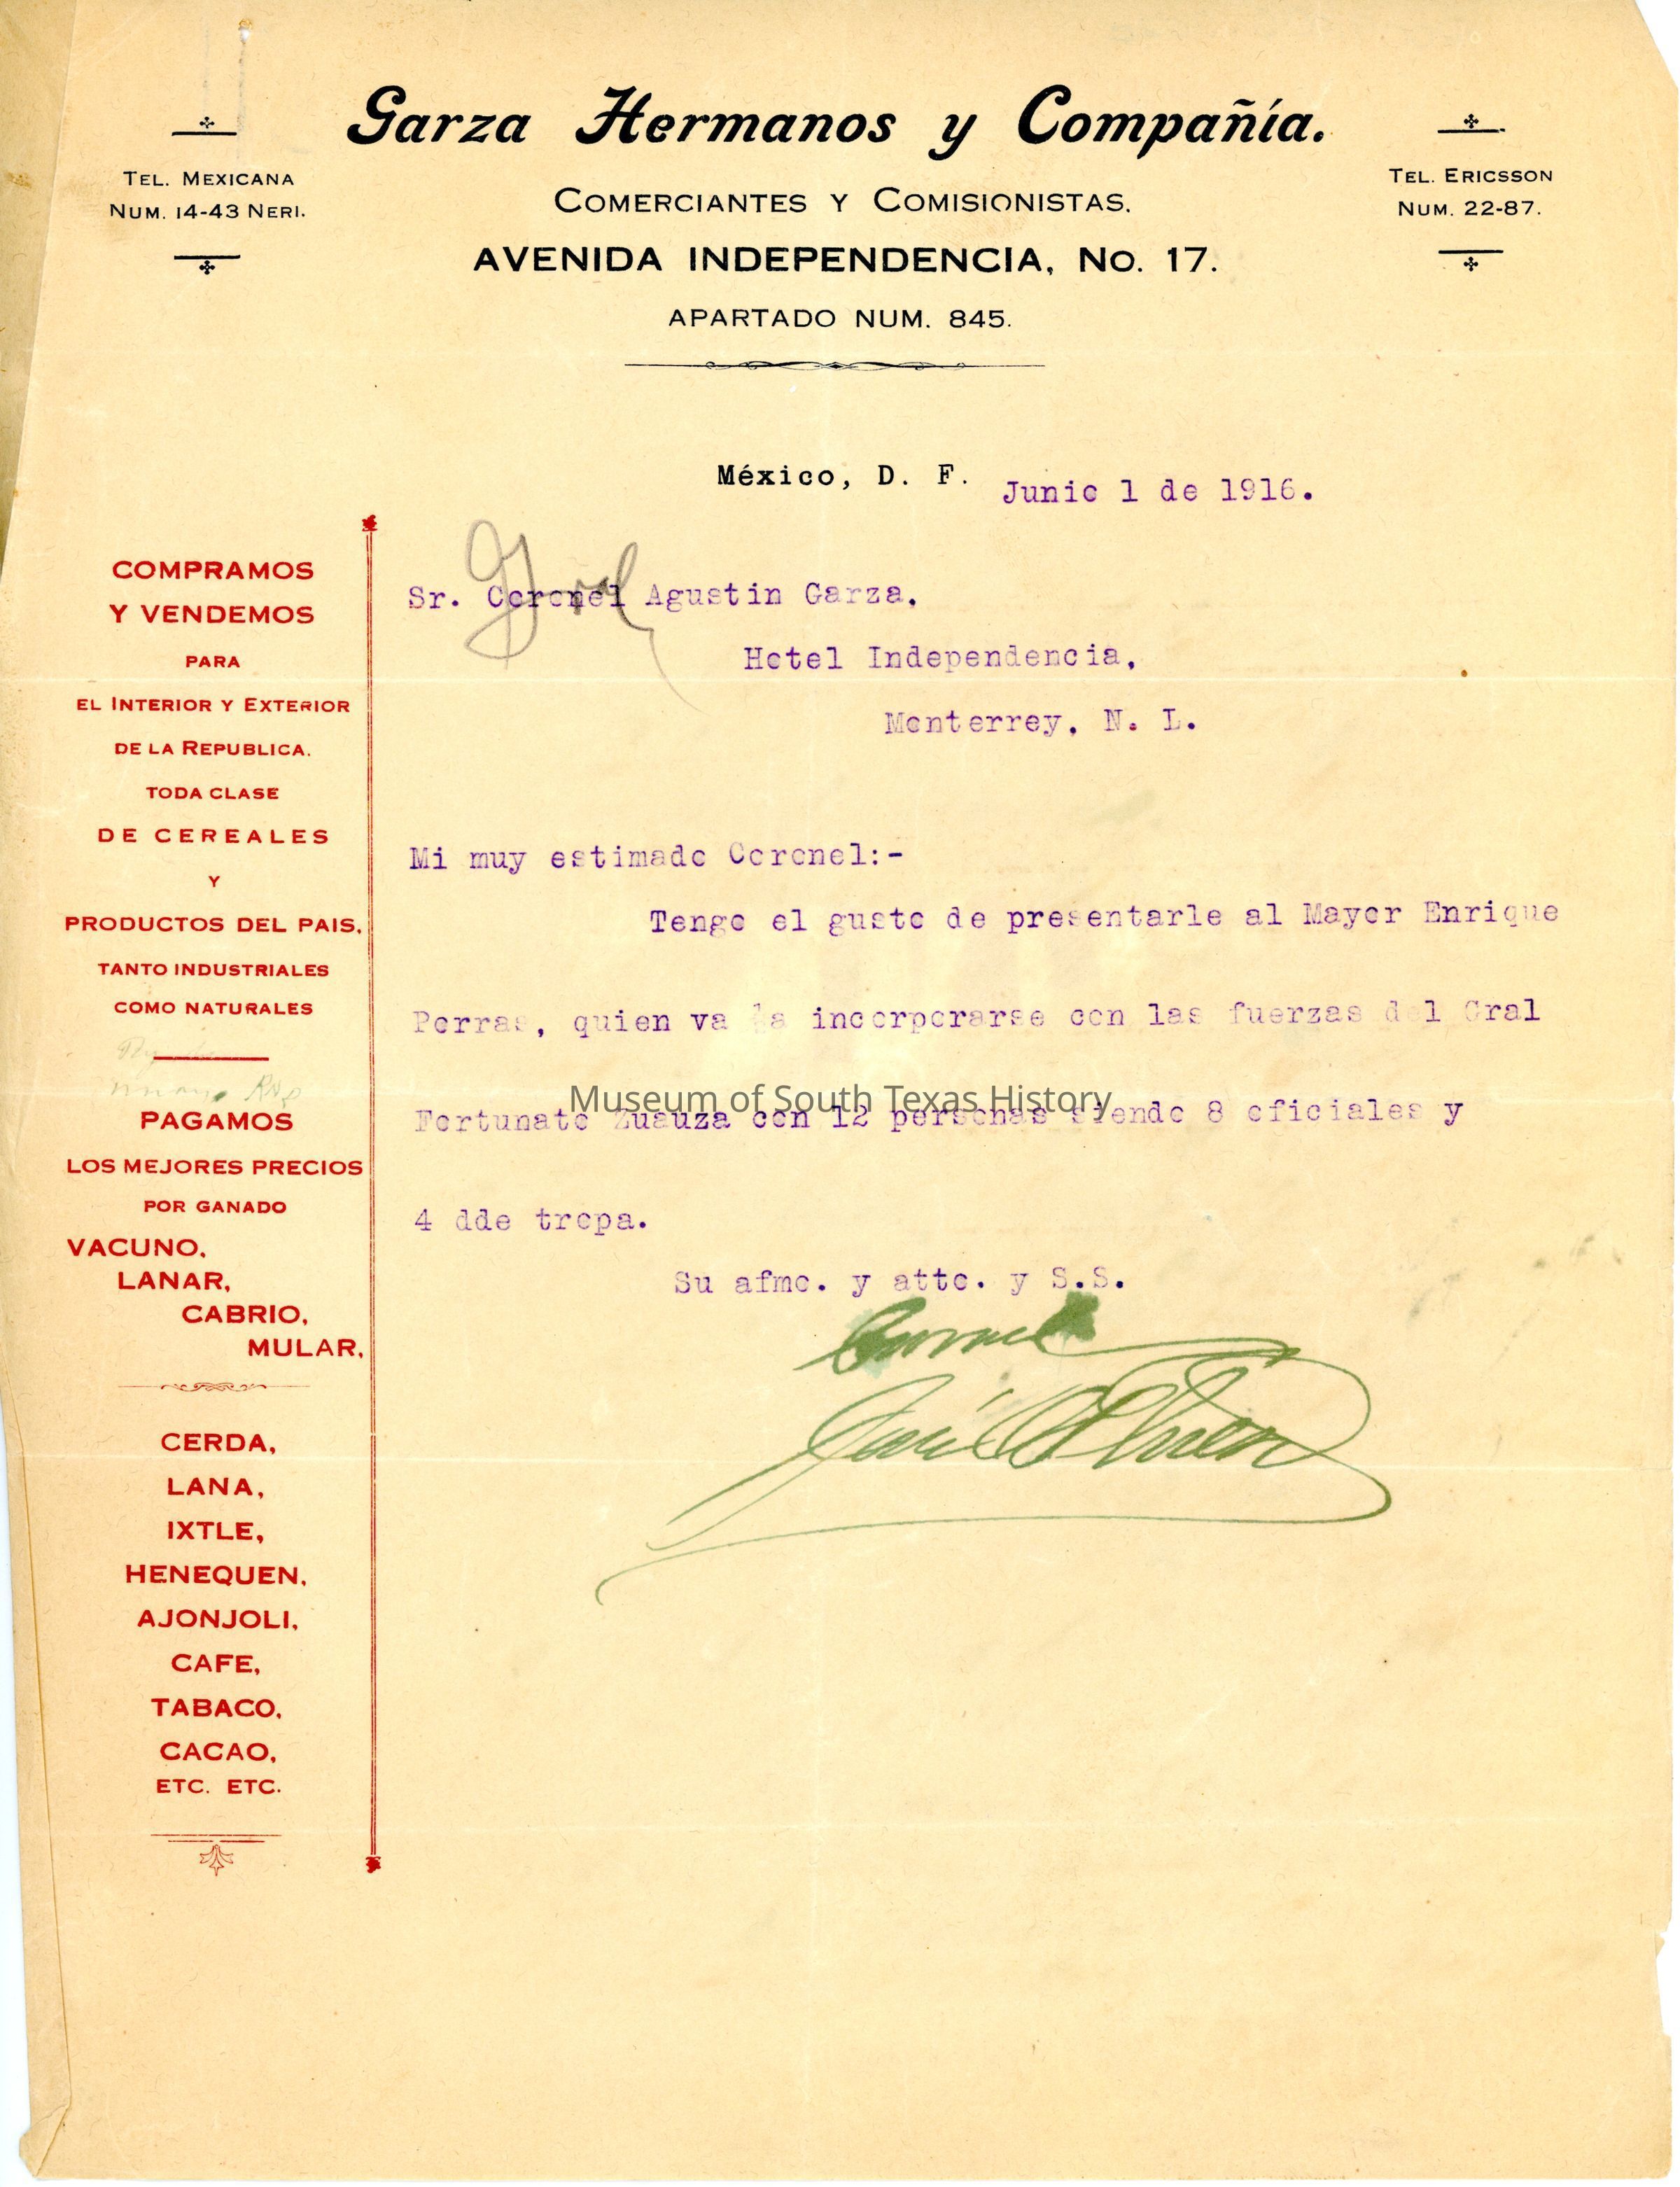 Garza Hermanos y Compañía.
TEL. MEXICANA
NUM. 14-43 NERI.
TEL. ERICSSON
NUM. 22-87.
COMERCIANTES Y COMISIONISTAS.
AVENIDA INDEPENDENCIA, No. 17.
APARTADO NUM. 845.
México, D. F. Junio 1 de 1916.
Gral
Sr. Coronel Agustin Garza,
Hotel Independencia,
Monterrey, N. L.
Mi muy estimado Coronel:-
Tengo el gusto de presentarle al Mayor Enrique
Porras, quien va a incorporarse con las fuerzas del Gral
Fortunato Zuauza con 12 personas siendo 8 oficiales y
4 dde tropa.
Su afmo. y atto. y S.S.
Coronel
COMPRAMOS
Y VENDEMOS
PARA
EL INTERIOR Y EXTERIOR
DE LA REPUBLICA.
TODA CLASE
DE CEREALES
Y
PRODUCTOS DEL PAIS,
TANTO INDUSTRIALES
COMO NATURALES
PAGAMOS
LOS MEJORES PRECIOS
POR GANADO
VACUNO,
LANAR,
CABRIO,
MULAR,
CERDA,
LANA,
IXTLE,
HENEQUEN,
AJONJOLI,
CAFE,
TABACO,
CACAO,
ETC. ETC.
Museum of South Texas History